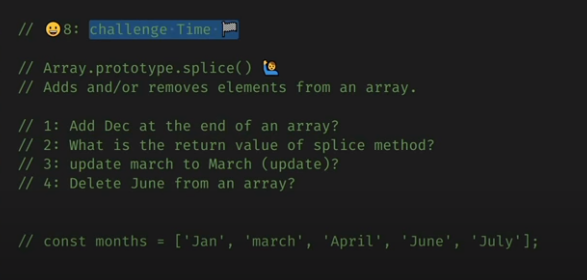 // 😀8: challenge Time 🏳
// Array.prototype.splice() 🙋‍♂️
// Adds and/or removes elements from an array.
// 1: Add Dec at the end of an array?
// 2: What is the return value of splice method?
// 3: update march to March (update)?
// 4: Delete June from an array?
// const months = ['Jan', 'march', 'April', 'June', 'July'];